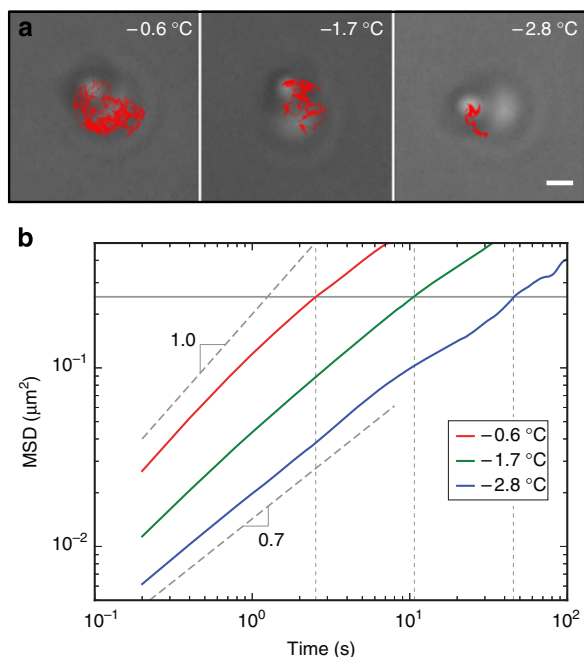 a
−0.6 °C
−1.7 °C
−2.8 °C
b
MSD (μm²)
10⁻¹
10⁻²
1.0
0.7
−0.6 °C
−1.7 °C
−2.8 °C
10⁻¹
10⁰
10¹
10²
Time (s)